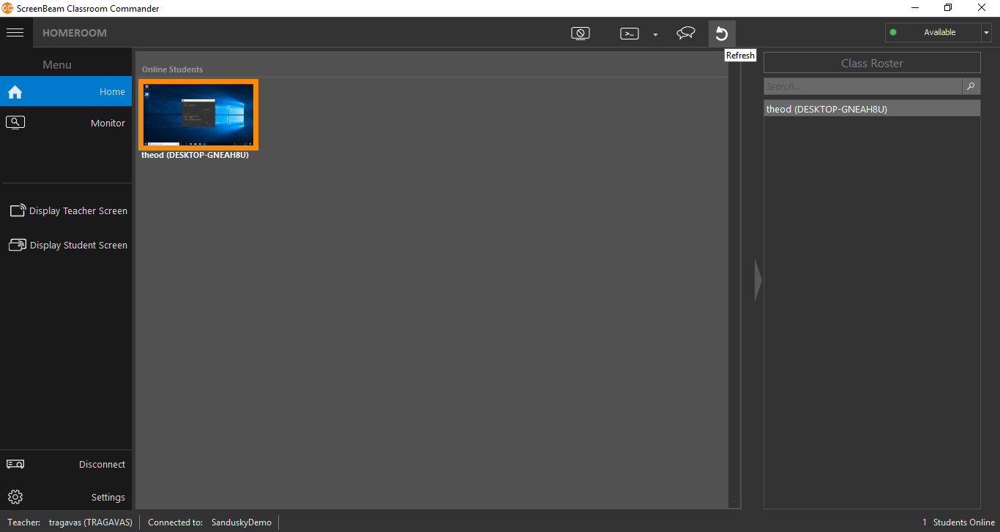 ScreenBeam Classroom Commander
HOMEROOM
Available
Refresh
Menu
Home
Monitor
Display Teacher Screen
Display Student Screen
Disconnect
Settings
Online Students
theod (DESKTOP-GNEAH8U)
Class Roster
Search...
theod (DESKTOP-GNEAH8U)
Teacher: tragavas (TRAGAVAS) Connected to: SanduskyDemo 1 Students Online